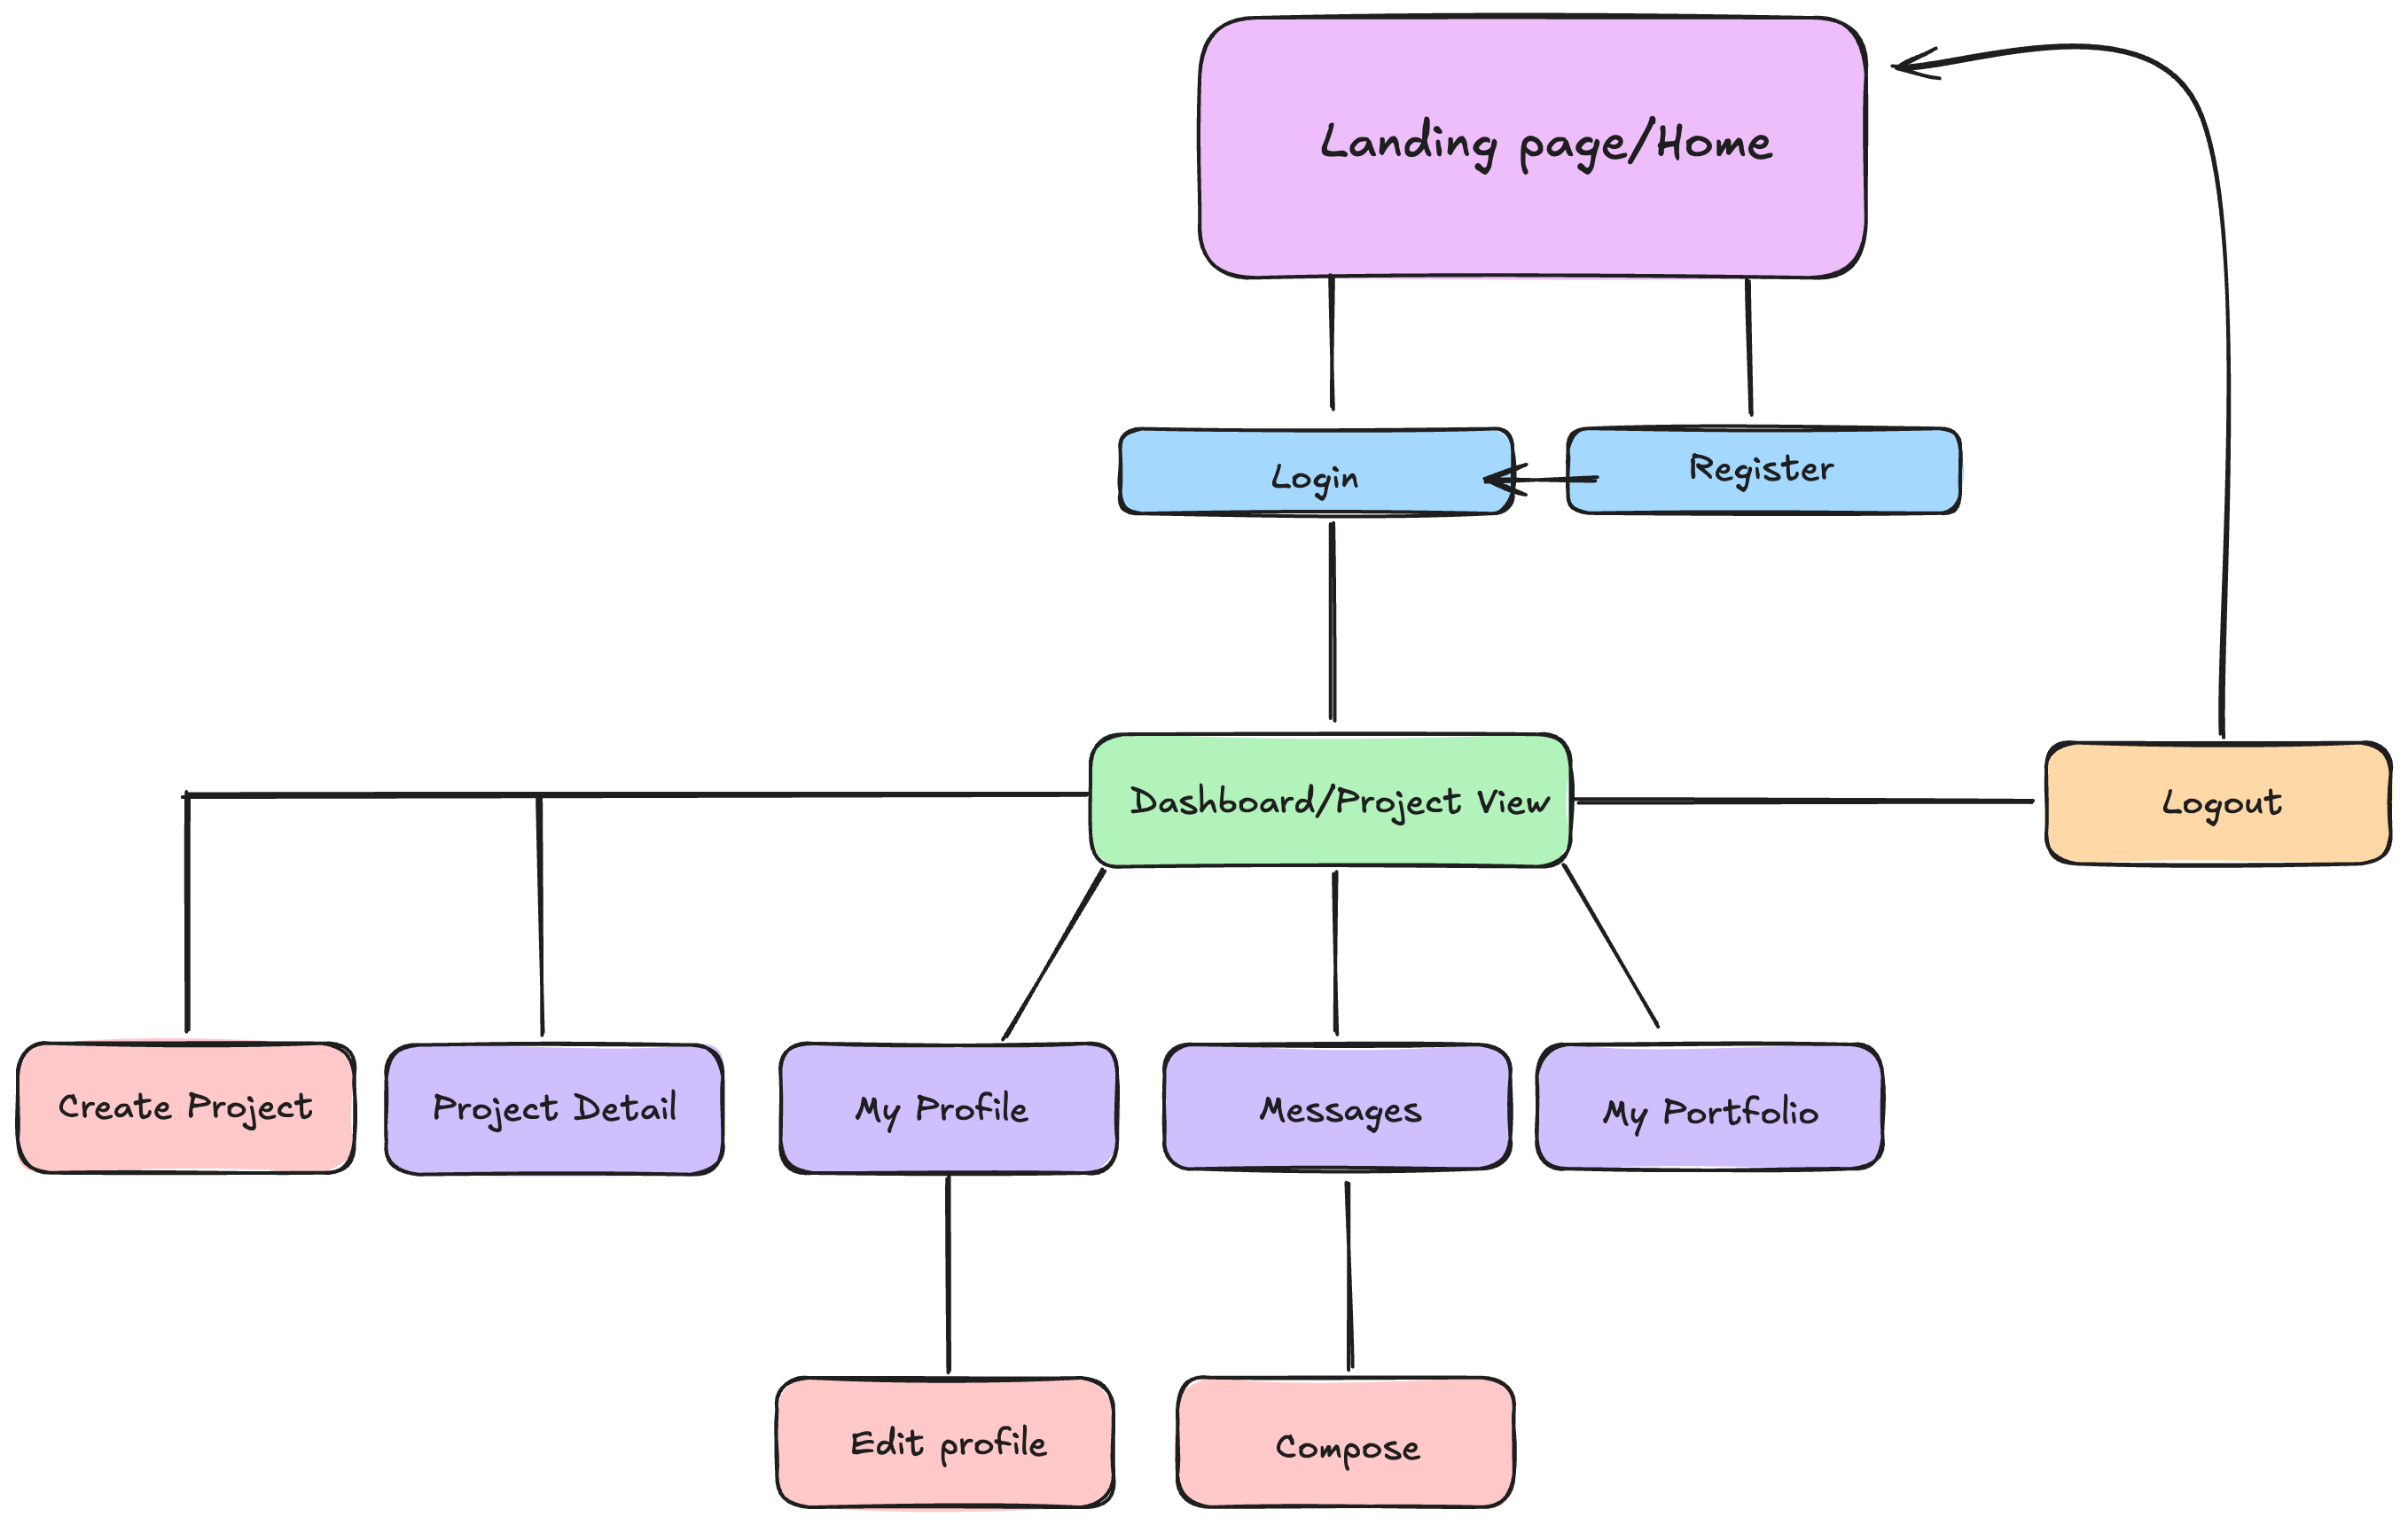 Landing page/Home
Login
Register
Dashboard/Project View
Logout
Create Project
Project Detail
My Profile
Messages
My Portfolio
Edit profile
Compose